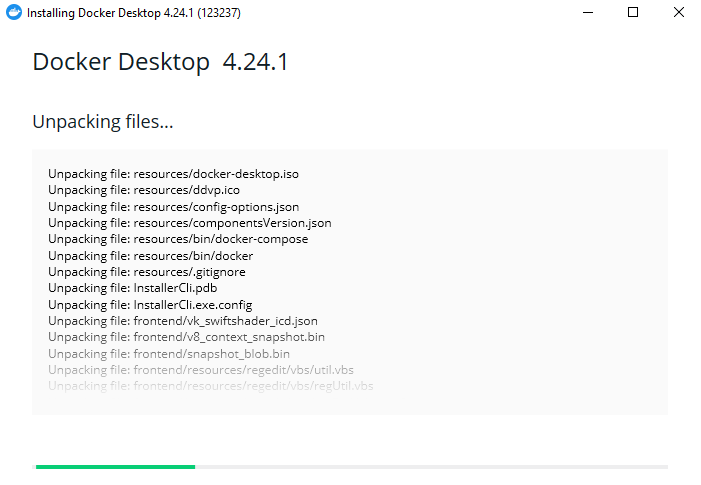 Installing Docker Desktop 4.24.1 (123237)
Docker Desktop 4.24.1
Unpacking files...
Unpacking file: resources/docker-desktop.iso
Unpacking file: resources/ddvp.ico
Unpacking file: resources/config-options.json
Unpacking file: resources/componentsVersion.json
Unpacking file: resources/bin/docker-compose
Unpacking file: resources/bin/docker
Unpacking file: resources/.gitignore
Unpacking file: InstallerCli.pdb
Unpacking file: InstallerCli.exe.config
Unpacking file: frontend/vk_swiftshader_icd.json
Unpacking file: frontend/v8_context_snapshot.bin
Unpacking file: frontend/snapshot_blob.bin
Unpacking file: frontend/resources/regedit/vbs/util.vbs
Unpacking file: frontend/resources/regedit/vbs/regUtil.vbs